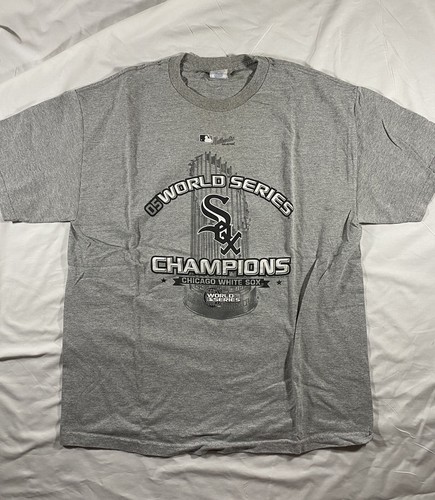 05 WORLD SERIES
Sox
CHAMPIONS
CHICAGO WHITE SOX
WORLD
SERIES